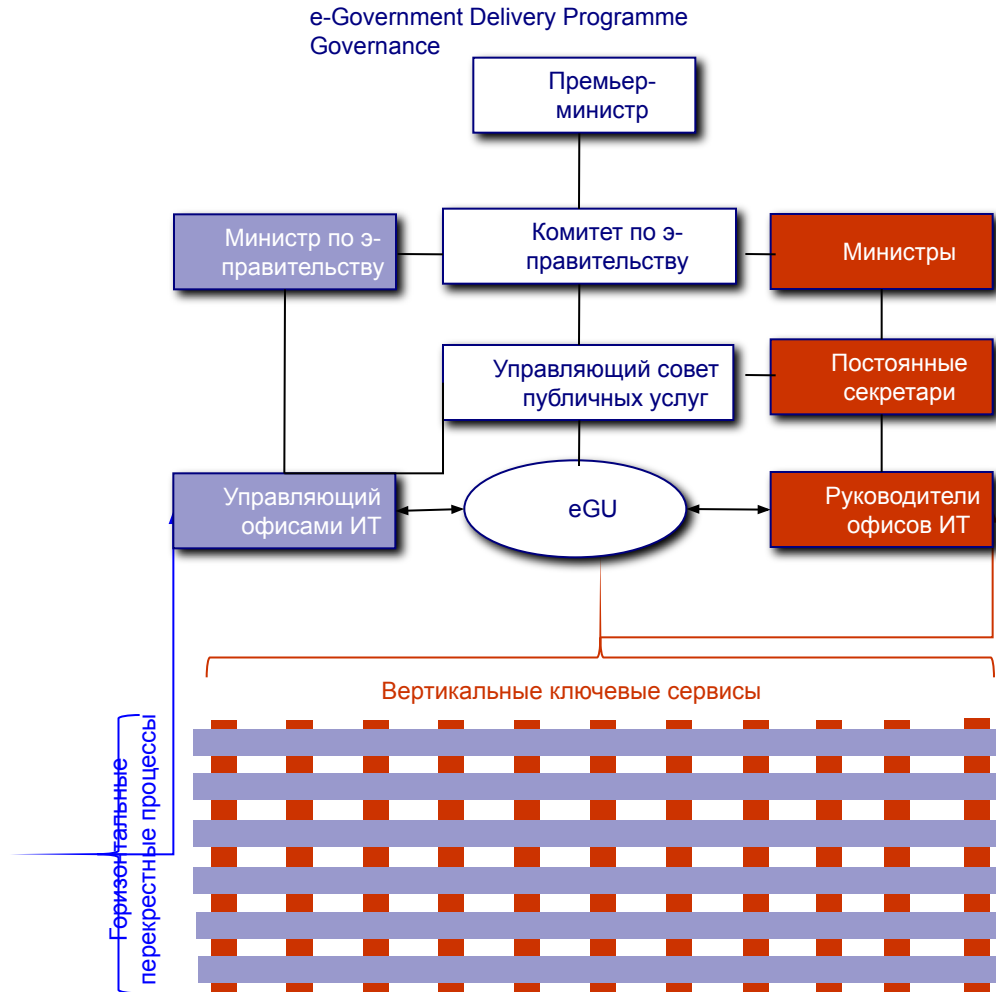 e-Government Delivery Programme
Governance
Премьер-
министр
Министр по э-
правительству
Комитет по э-
правительству
Министры
Управляющий совет
публичных услуг
Постоянные
секретари
Управляющий
офисами ИТ
eGU
Руководители
офисов ИТ
Вертикальные ключевые сервисы
Горизонтальные
перекрестные процессы